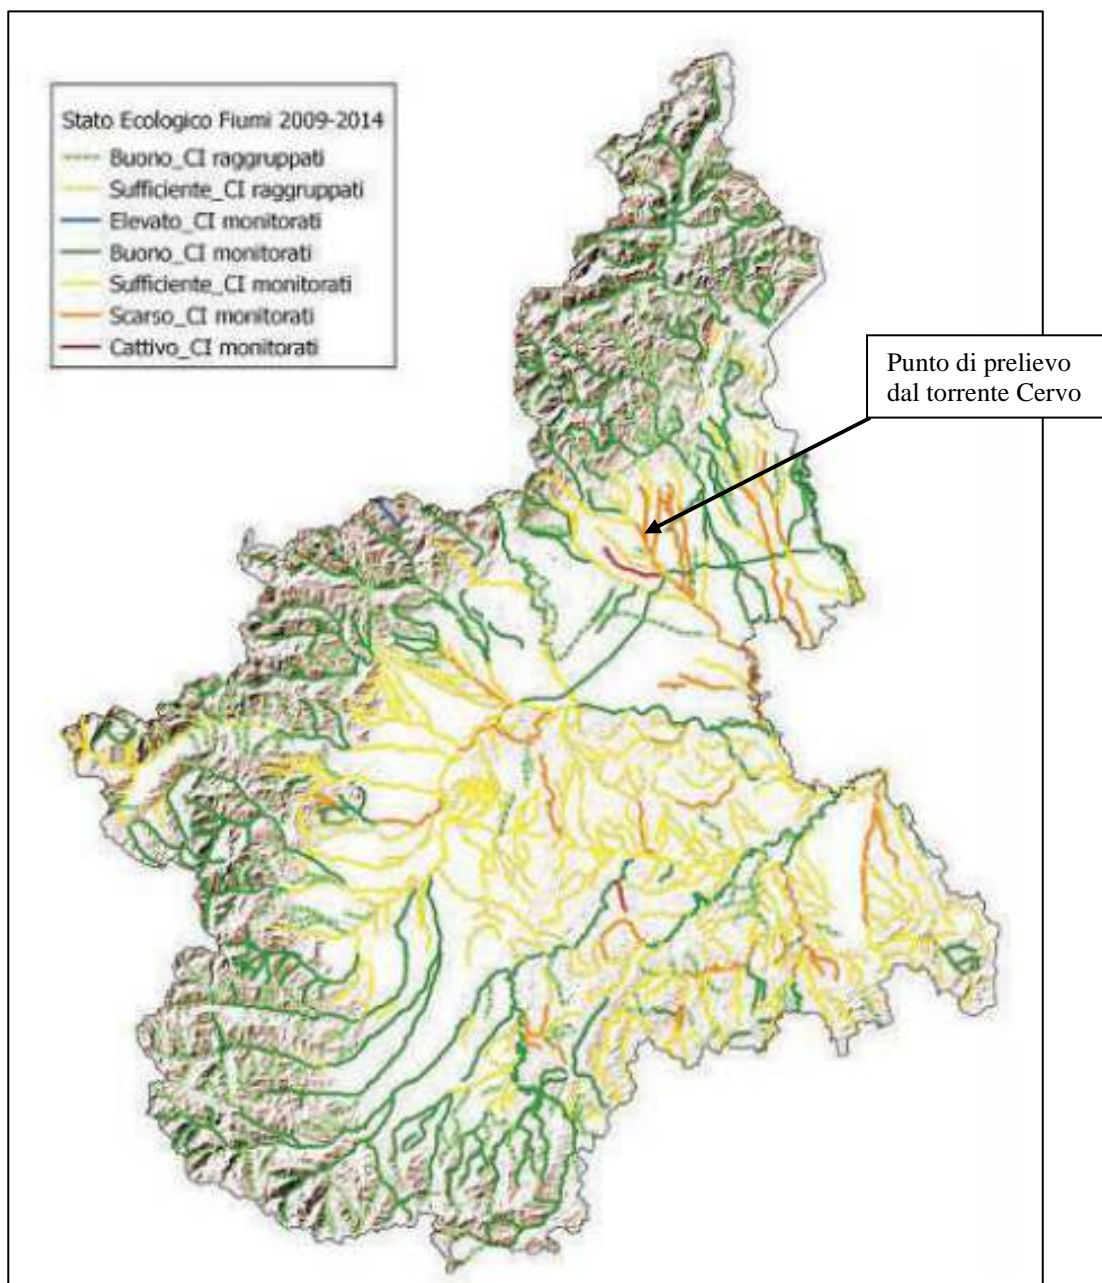 Stato Ecologico Fiumi 2009-2014
Buono_CI raggruppati
Sufficiente_CI raggruppati
Elevato_CI monitorati
Buono_CI monitorati
Sufficiente_CI monitorati
Scarso_CI monitorati
Cattivo_CI monitorati
Punto di prelievo
dal torrente Cervo